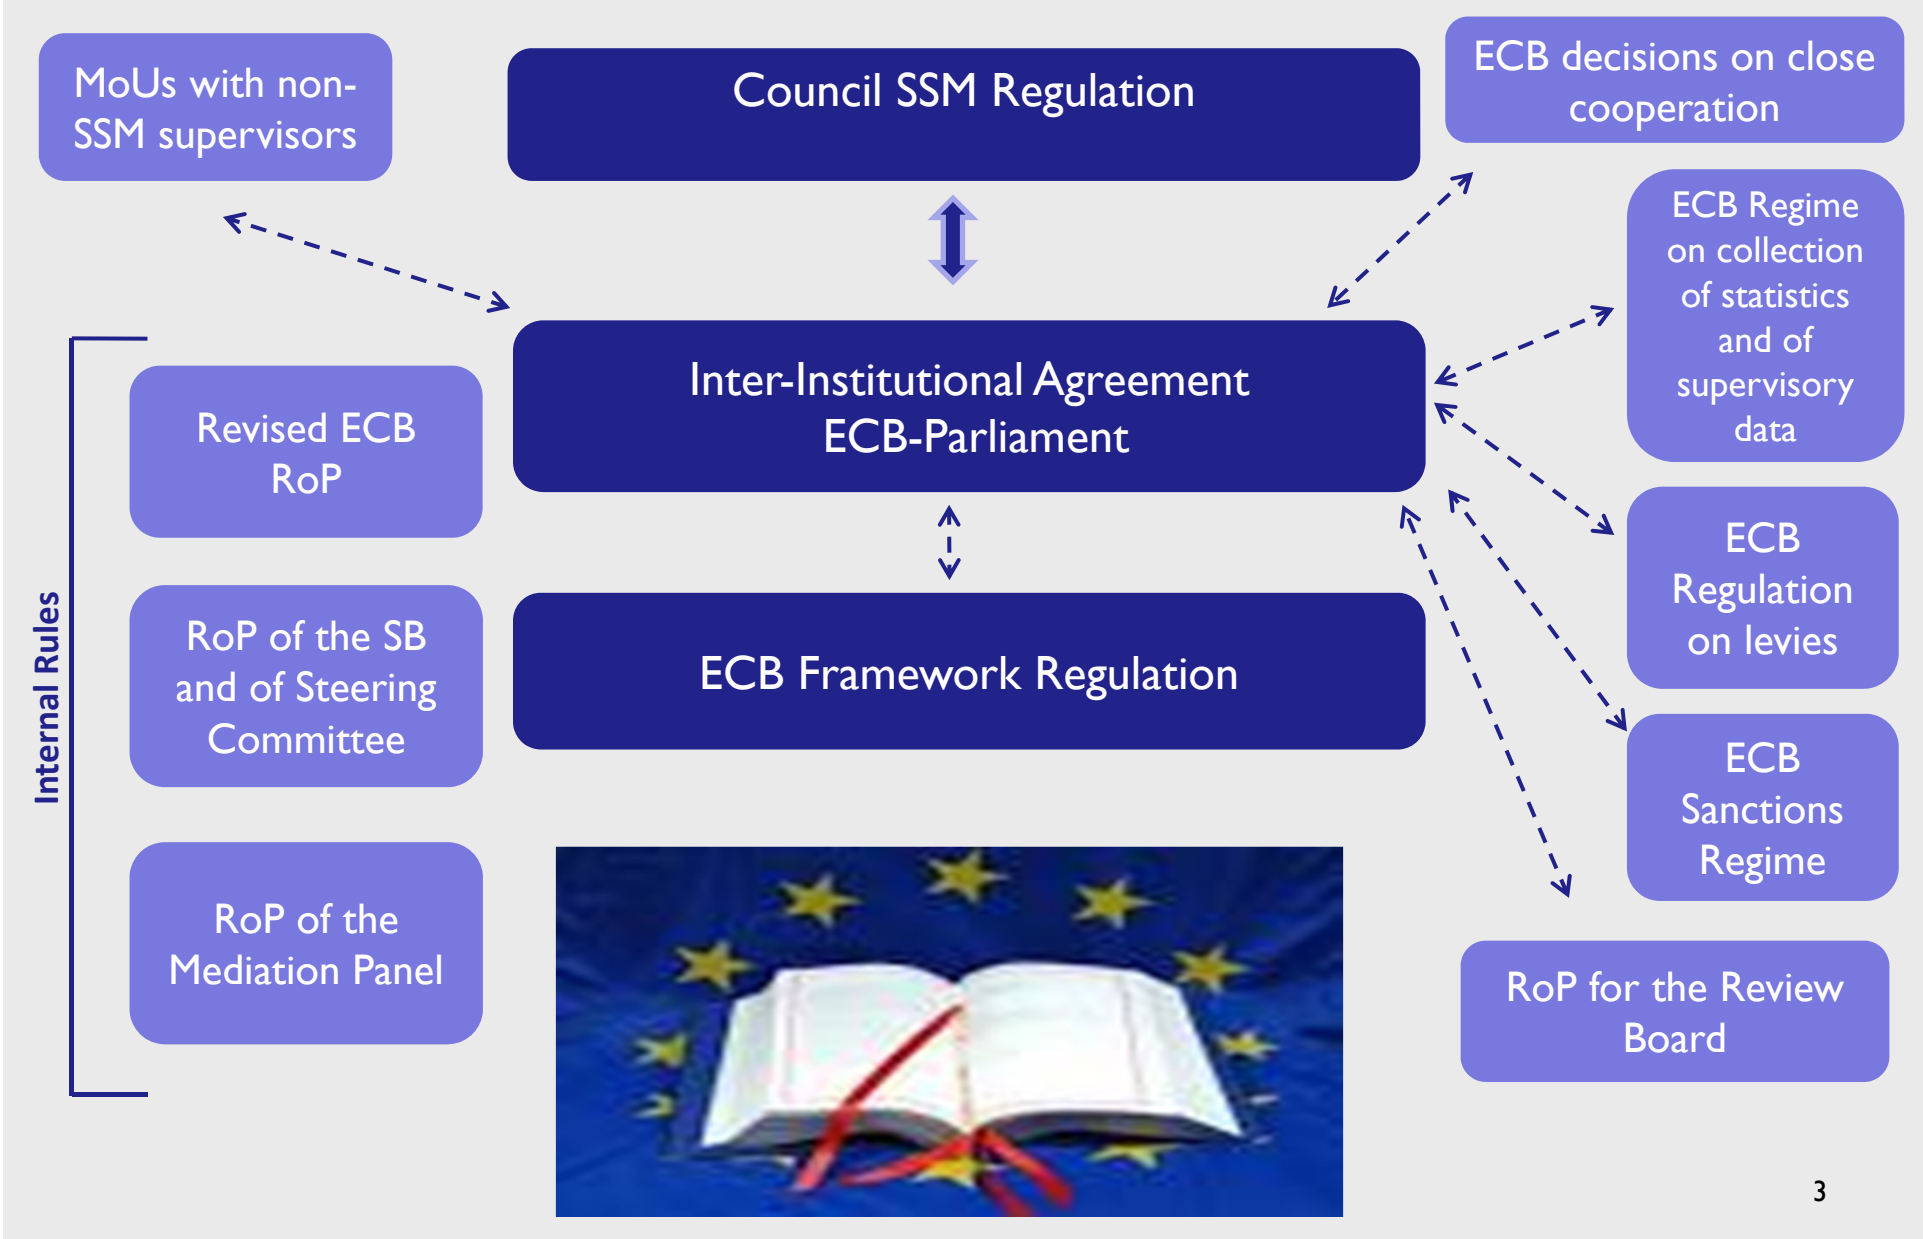 MoUs with non-
SSM supervisors
Council SSM Regulation
ECB decisions on close
cooperation
ECB Regime
on collection
of statistics
and of
supervisory
data
Inter-Institutional Agreement
ECB-Parliament
Internal Rules
Revised ECB
RoP
ECB
Regulation
on levies
RoP of the SB
and of Steering
Committee
ECB Framework Regulation
ECB
Sanctions
Regime
RoP of the
Mediation Panel
RoP for the Review
Board
3